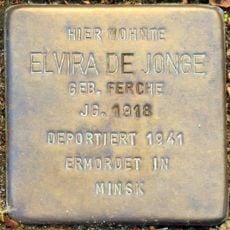 HIER WOHNTE
ELVIRA DE JONGE
GEB. FERCHE
JG. 1918
DEPORTIERT 1941
ERMORDET IN
MINSK